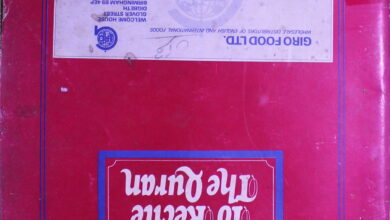 To Recite
The Quran
GIRO FOOD LTD.
WHOLESALE DISTRIBUTORS OF ENGLISH AND INTERNATIONAL FOODS
WELCOME HOUSE
GLOVER STREET
DIGBETH
BIRMINGHAM B9 4EP